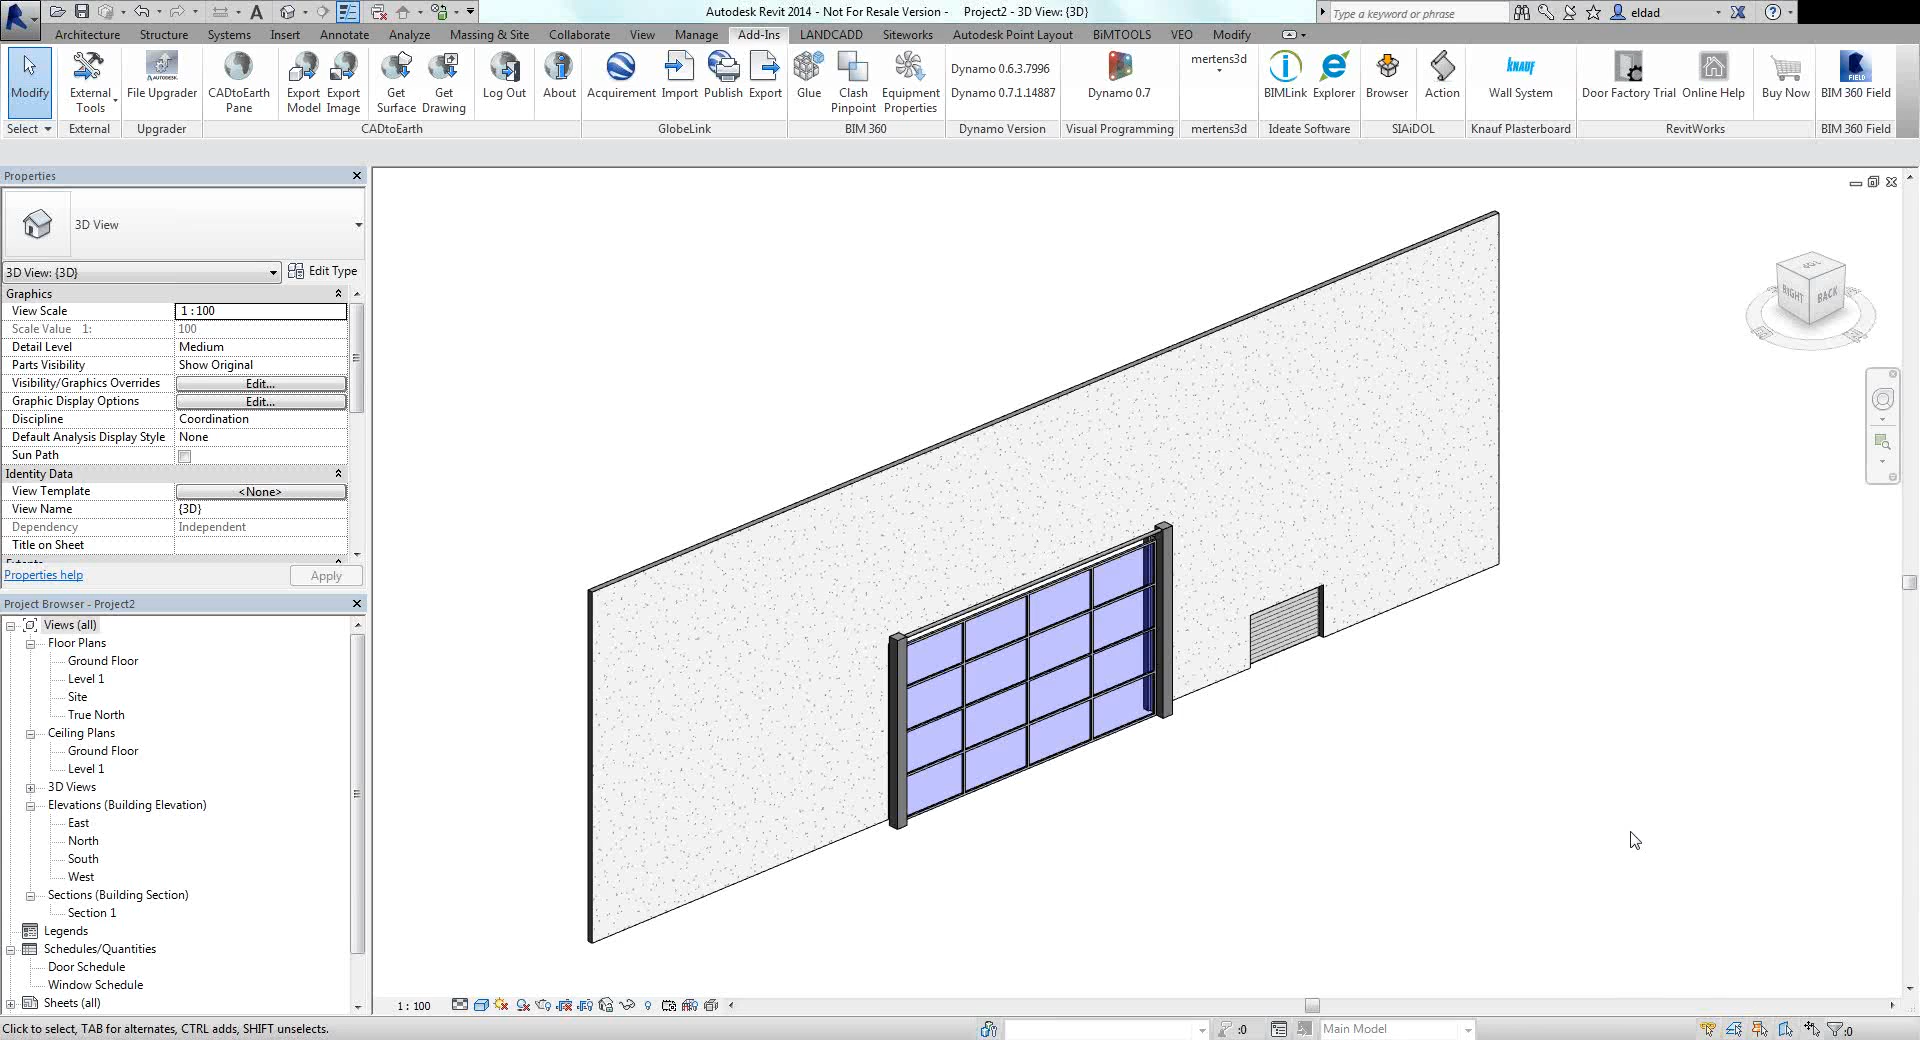 Autodesk Revit 2014 - Not For Resale Version - Project2 - 3D View: {3D}
Type a keyword or phrase
eldad
Architecture Structure Systems Insert Annotate Analyze Massing & Site Collaborate View Manage Add-Ins LANDCADD Siteworks Autodesk Point Layout BiMTOOLS VEO Modify
Modify
External Tools
File Upgrader
CADtoEarth Pane
Export Model
Export Image
Get Surface
Get Drawing
Log Out
About
Acquirement
Import
Publish
Export
Glue
Clash Pinpoint
Equipment Properties
Dynamo 0.6.3.7996
Dynamo 0.7.1.14887
Dynamo 0.7
mertens3d
BIMLink
Explorer
Browser
Action
KNAUF
Wall System
Door Factory Trial
Online Help
Buy Now
FIELD
BIM 360 Field
Select External Upgrader CADtoEarth GlobeLink BIM 360 Dynamo Version Visual Programming mertens3d Ideate Software SIAiDOL Knauf Plasterboard RevitWorks BIM 360 Field
Properties
3D View
3D View: {3D} Edit Type
Graphics
View Scale 1 : 100
Scale Value 1: 100
Detail Level Medium
Parts Visibility Show Original
Visibility/Graphics Overrides Edit...
Graphic Display Options Edit...
Discipline Coordination
Default Analysis Display Style None
Sun Path
Identity Data
View Template <None>
View Name {3D}
Dependency Independent
Title on Sheet
Properties help Apply
Project Browser - Project2
Views (all)
Floor Plans
Ground Floor
Level 1
Site
True North
Ceiling Plans
Ground Floor
Level 1
3D Views
Elevations (Building Elevation)
East
North
South
West
Sections (Building Section)
Section 1
Legends
Schedules/Quantities
Door Schedule
Window Schedule
Sheets (all)
TOP
RIGHT
BACK
1 : 100
Click to select, TAB for alternates, CTRL adds, SHIFT unselects.
:0
Main Model
:0